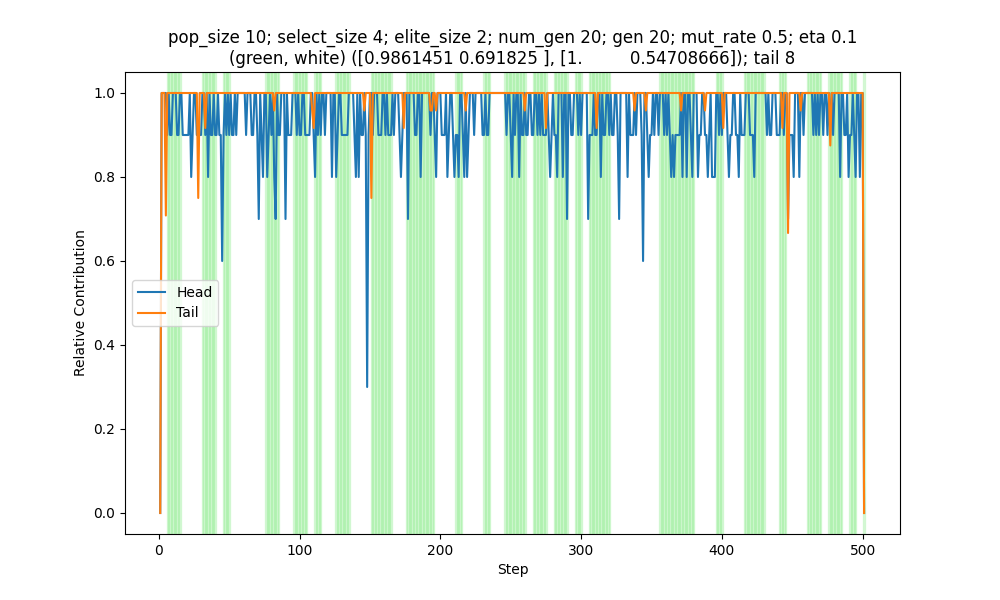 pop_size 10; select_size 4; elite_size 2; num_gen 20; gen 20; mut_rate 0.5; eta 0.1
(green, white) ([0.9861451 0.691825 ], [1.          0.54708666]); tail 8
1.0
0.8
0.6
0.4
0.2
0.0
Relative Contribution
Head
Tail
0
100
200
300
400
500
Step